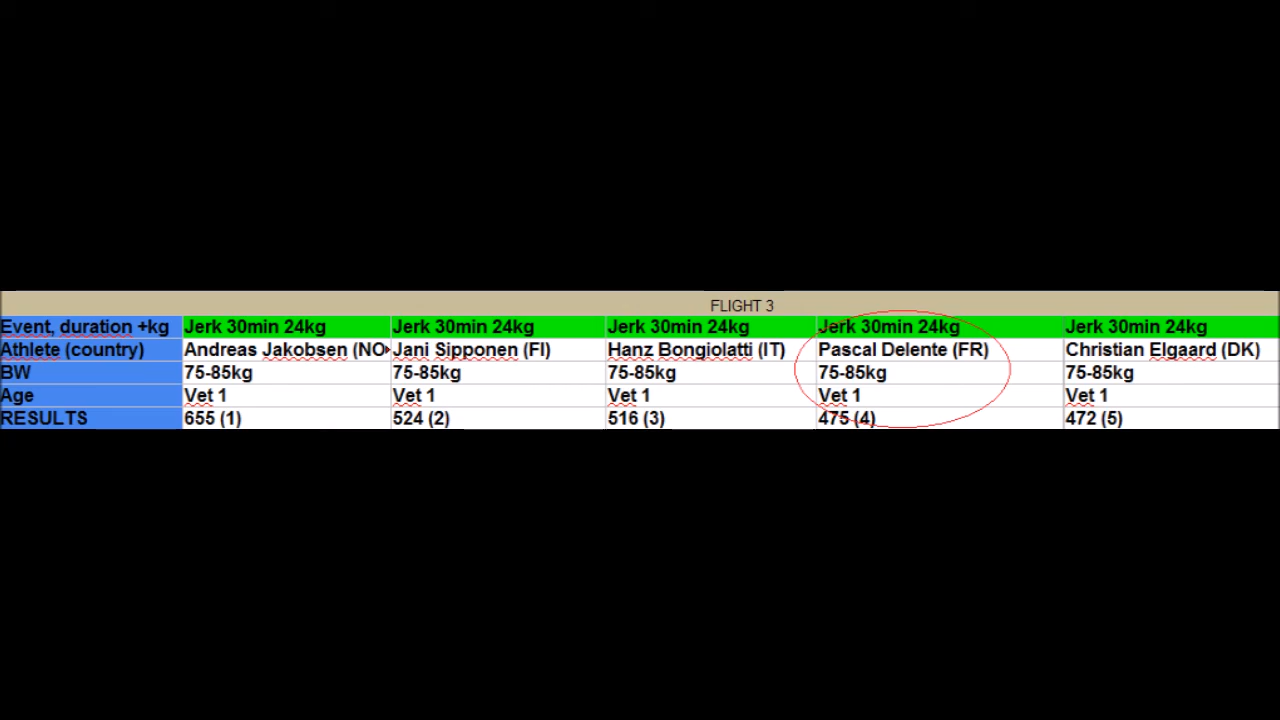 FLIGHT 3
Event, duration +kg Jerk 30min 24kg Jerk 30min 24kg Jerk 30min 24kg Jerk 30min 24kg Jerk 30min 24kg
Athlete (country) Andreas Jakobsen (NO Jani Sipponen (FI) Hanz Bongiolatti (IT) Pascal Delente (FR) Christian Elgaard (DK)
BW 75-85kg 75-85kg 75-85kg 75-85kg 75-85kg
Age Vet 1 Vet 1 Vet 1 Vet 1 Vet 1
RESULTS 655 (1) 524 (2) 516 (3) 475 (4) 472 (5)